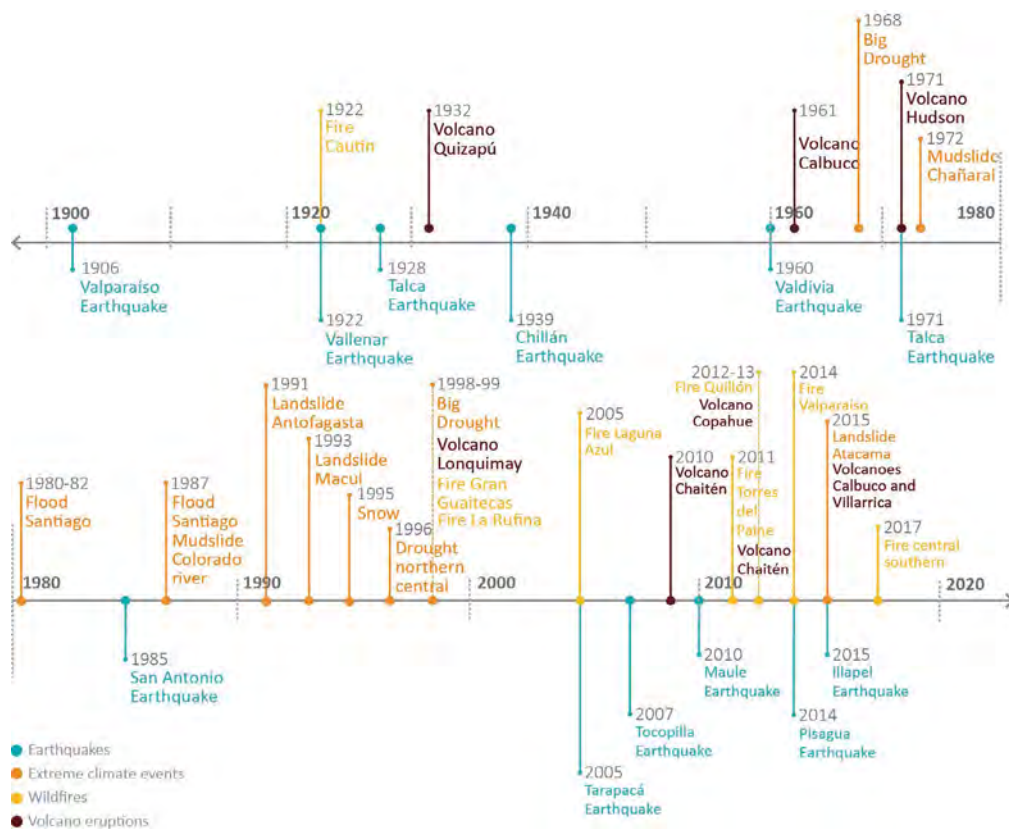 1968
Big
Drought
1922
Fire
Cautín
1932
Volcano
Quizapú
1961
Volcano
Calbuco
1971
Volcano
Hudson
1972
Mudslide
Chañaral
1900
1920
1940
1960
1980
1906
Valparaíso
Earthquake
1922
Vallenar
Earthquake
1928
Talca
Earthquake
1939
Chillán
Earthquake
1960
Valdivia
Earthquake
1971
Talca
Earthquake
1980-82
Flood
Santiago
1987
Flood
Santiago
Mudslide
Colorado
river
1991
Landslide
Antofagasta
1993
Landslide
Macul
1995
Snow
1996
Drought
northern
central
1998-99
Big
Drought
Volcano
Lonquimay
Fire Gran
Guaitecas
Fire La Rufina
2005
Fire Laguna
Azul
2010
Volcano
Chaitén
2011
Fire
Torres
del
Paine
Volcano
Chaitén
2012-13
Fire Quillón
Volcano
Copahue
2014
Fire
Valparaíso
2015
Landslide
Atacama
Volcanoes
Calbuco and
Villarrica
2017
Fire central
southern
1980
1990
2000
2010
2020
1985
San Antonio
Earthquake
2005
Tarapacá
Earthquake
2007
Tocopilla
Earthquake
2010
Maule
Earthquake
2014
Pisagua
Earthquake
2015
Illapel
Earthquake
Earthquakes
Extreme climate events
Wildfires
Volcano eruptions